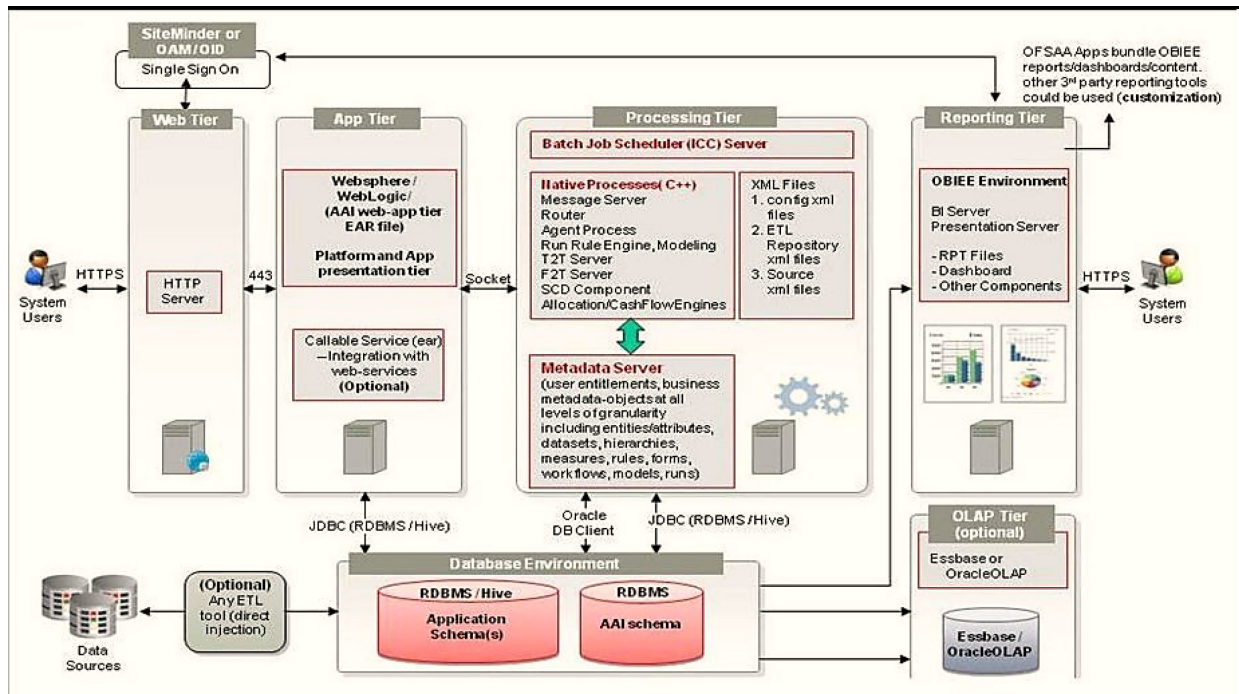 SiteMinder or
OAM/OID
Single Sign On
OFSAA Apps bundle OBIEE
reports/dashboards/content.
other 3rd party reporting tools
could be used (customization)
Web Tier
HTTP
Server
App Tier
Websphere /
WebLogic/
(AAI web-app tier
EAR file)
Platform and App
presentation tier
Callable Service (ear)
—Integration with
web-services
(Optional)
Processing Tier
Batch Job Scheduler (ICC) Server
Native Processes( C++)
Message Server
Router
Agent Process
Run Rule Engine, Modeling
T2T Server
F2T Server
SCD Component
Allocation/CashFlowEngines
XML Files
1. config xml
files
2. ETL
Repository
xml files
3. Source
xml files
Metadata Server
(user entitlements, business
metadata-objects at all
levels of granularity
including entities/attributes,
datasets, hierarchies,
measures, rules, forms,
workflows, models, runs)
Reporting Tier
OBIEE Environment
BI Server
Presentation Server
- RPT Files
- Dashboard
- Other Components
HTTPS
443
Socket
HTTPS
System
Users
System
Users
JDBC (RDBMS /Hive)
Oracle
DB Client
JDBC (RDBMS /Hive)
OLAP Tier
(optional)
Essbase or
OracleOLAP
Essbase /
OracleOLAP
Database Environment
RDBMS /Hive
Application
Schema(s)
RDBMS
AAI schema
(Optional)
Any ETL
tool (direct
injection)
Data
Sources